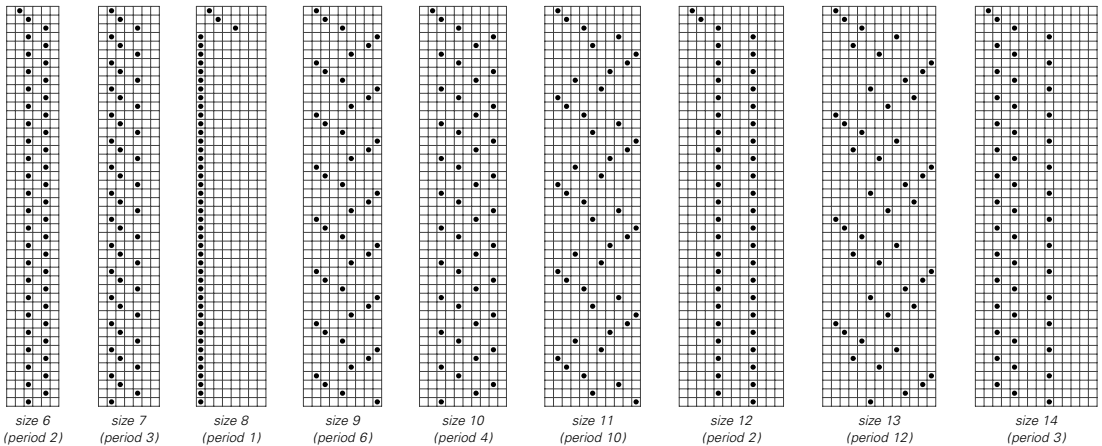 size 6
(period 2)
size 7
(period 3)
size 8
(period 1)
size 9
(period 6)
size 10
(period 4)
size 11
(period 10)
size 12
(period 2)
size 13
(period 12)
size 14
(period 3)